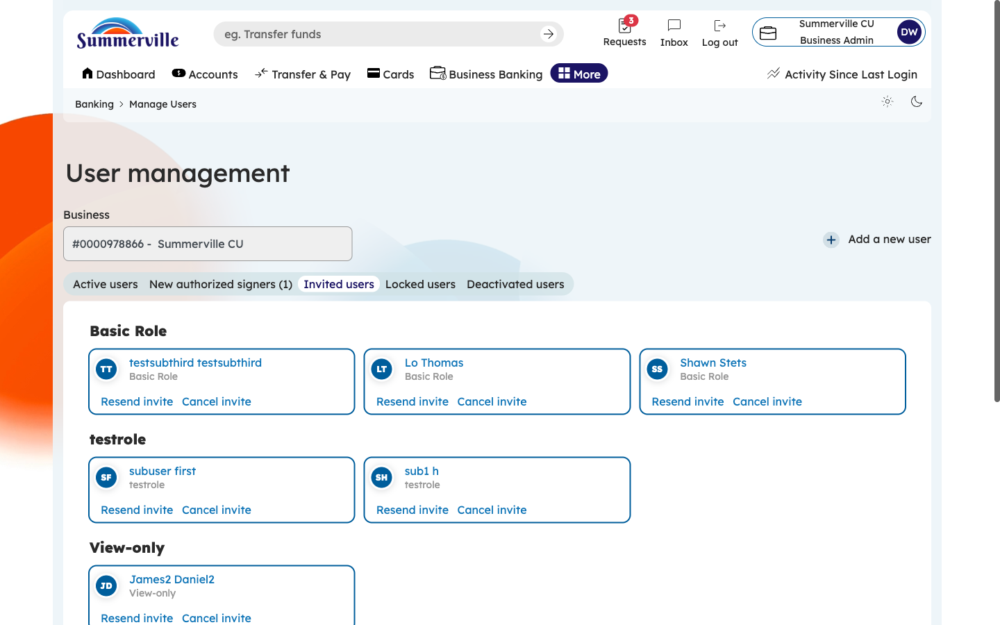 Summerville
eg. Transfer funds
3
Requests
Inbox
Log out
Summerville CU
Business Admin
DW
Dashboard
$
Accounts
Transfer & Pay
Cards
Business Banking
More
Activity Since Last Login
Banking > Manage Users
User management
Business
#0000978866 - Summerville CU
+ Add a new user
Active users
New authorized signers (1)
Invited users
Locked users
Deactivated users
Basic Role
TT
testsubthird testsubthird
Basic Role
Resend invite Cancel invite
LT
Lo Thomas
Basic Role
Resend invite Cancel invite
SS
Shawn Stets
Basic Role
Resend invite Cancel invite
testrole
SF
subuser first
testrole
Resend invite Cancel invite
SH
sub1 h
testrole
Resend invite Cancel invite
View-only
JD
James2 Daniel2
View-only
Resend invite Cancel invite